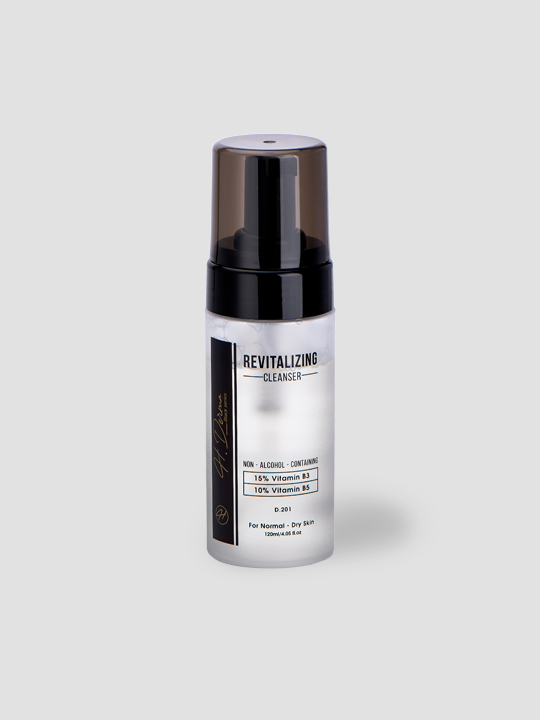 REVITALIZING
CLEANSER
H. Derma
NON - ALCOHOL - CONTAINING
15% Vitamin B3
10% Vitamin B5
D.201
For Normal - Dry Skin
120ml/4.05 fl.oz